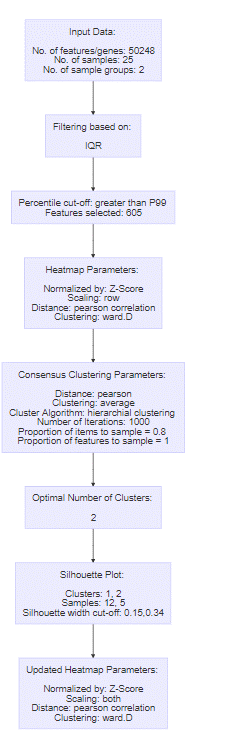 Input Data:
No. of features/genes: 50248
No. of samples: 25
No. of sample groups: 2
Filtering based on:
IQR
Percentile cut-off: greater than P99
Features selected: 605
Heatmap Parameters:
Normalized by: Z-Score
Scaling: row
Distance: pearson correlation
Clustering: ward.D
Consensus Clustering Parameters:
Distance: pearson
Clustering: average
Cluster Algorithm: hierarchial clustering
Number of Iterations: 1000
Proportion of items to sample = 0.8
Proportion of features to sample = 1
Optimal Number of Clusters:
2
Silhouette Plot:
Clusters: 1, 2
Samples: 12, 5
Silhouette width cut-off: 0.15,0.34
Updated Heatmap Parameters:
Normalized by: Z-Score
Scaling: both
Distance: pearson correlation
Clustering: ward.D